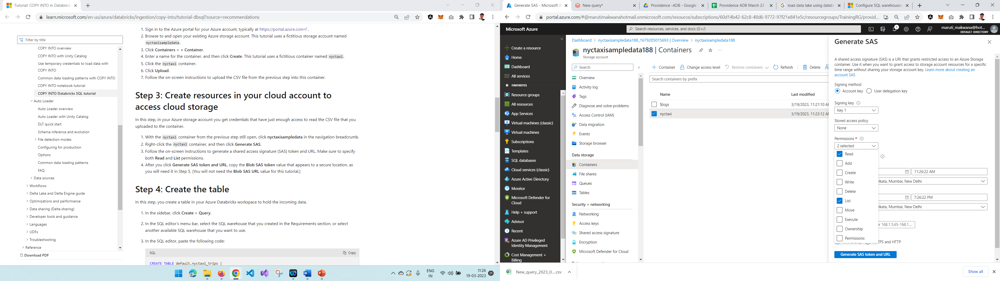 Tutorial: COPY INTO in Databricks
learn.microsoft.com/en-us/azure/databricks/ingestion/copy-into/tutorial-dbsql?source=recommendations
Filter by title
COPY INTO overview
COPY INTO with Unity Catalog
Use temporary credentials to load data with
COPY INTO
Common data loading patterns with COPY INTO
COPY INTO notebook tutorial
COPY INTO Databricks SQL tutorial
Auto Loader
Auto Loader overview
Auto Loader with Unity Catalog
DLT quick start
Schema inference and evolution
File detection modes
Configuring for production
Options
Common data loading patterns
FAQ
Data sources
Workflows
Delta Lake and Delta Engine guide
Optimizations and performance
Data sharing (Delta sharing)
Developer tools and guidance
Languages
UDFs
Troubleshooting
Reference
Download PDF
1. Sign in to the Azure portal for your Azure account, typically at https://portal.azure.com .
2. Browse to and open your existing Azure storage account. This tutorial uses a fictitious storage account named
nyctaxisampledata.
3. Click Containers > + Container.
4. Enter a name for the container, and then click Create. This tutorial uses a fictitious container named nyctaxi.
5. Click the nyctaxi container.
6. Click Upload.
7. Follow the on-screen instructions to upload the CSV file from the previous step into this container.
Step 3: Create resources in your cloud account to
access cloud storage
In this step, in your Azure storage account you get credentials that have just enough access to read the CSV file that you
uploaded to the container.
1. With the nyctaxi container from the previous step still open, click nyctaxisampledata in the navigation breadcrumb.
2. Right-click the nyctaxi container, and then click Generate SAS.
3. Follow the on-screen instructions to generate a shared access signature (SAS) token and URL. Make sure to specify
both Read and List permissions.
4. After you click Generate SAS token and URL, copy the Blob SAS token value that appears to a secure location, as
you will need it in Step 5. (You will not need the Blob SAS URL value for this tutorial.)
Step 4: Create the table
In this step, you create a table in your Azure Databricks workspace to hold the incoming data.
1. In the sidebar, click Create > Query.
2. In the SQL editor's menu bar, select the SQL warehouse that you created in the Requirements section, or select
another available SQL warehouse that you want to use.
3. In the SQL editor, paste the following code:
SQL
Copy
CREATE TABLE default.nyctaxi_trips (
ENG
IN
11:26
19-03-2023
21
Generate SAS - Microsoft A
New query*
Providence -ADB - Google
Providence ADB March 23
load data lake using databr
Configure SQL warehouses
portal.azure.com/#@marutimakwanahotmail.onmicrosoft.com/resource/subscriptions/60d14b42-62c8-48d6-9772-97f21e841e5c/resourcegroups/TrainingRG/provid...
Microsoft Azure
Search resources, services, and docs (G+/)
4
maruti_makwana@hot...
DEFAULT DIRECTORY
Create a resource
Home
Dashboard
All services
FAVORITES
Resource groups
All resources
App Services
Virtual machines (classic)
Virtual machines
Subscriptions
Templates
SQL databases
Cloud services (classic)
Azure Active Directory
Monitor
Microsoft Defender for
Cloud
Help + support
Advisor
Recent
Azure AD Privileged
Identity Management
Cost Management +
Billing
Dashboard > nyctaxisampledata188_1679205015693 | Overview > nyctaxisampledata188
nyctaxisampledata188 | Containers
Storage account
Search
Overview
Activity log
Tags
Diagnose and solve problems
Access Control (IAM)
Data migration
Events
Storage browser
Data storage
Containers
File shares
Queues
Tables
Security + networking
Networking
Access keys
Shared access signature
Encryption
Microsoft Defender for Cloud
Container
Change access level
Restore containers
Refresh
Delete
Search containers by prefix
Name
Last modified
$logs
3/19/2023, 11:21:10 AM
nyctaxi
3/19/2023, 11:23:12 AM
Generate SAS
A shared access signature (SAS) is a URI that grants restricted access to an Azure Storage
container. Use it when you want to grant access to storage account resources for a specific
time range without sharing your storage account key. Learn more about creating an
account SAS
Signing method
Account key
User delegation key
Signing key
Key 1
Stored access policy
None
Permissions *
2 selected
Read
Add
Create
Write
Delete
List
Move
Execute
Ownership
Permissions
11:26:22 AM
olkata, Mumbai, New Delhi
7:26:22 PM
olkata, Mumbai, New Delhi
or 168.1.5.65-168.1....
TPS and HTTP
Generate SAS token and URL
New_query_2023_0....csv
Show all